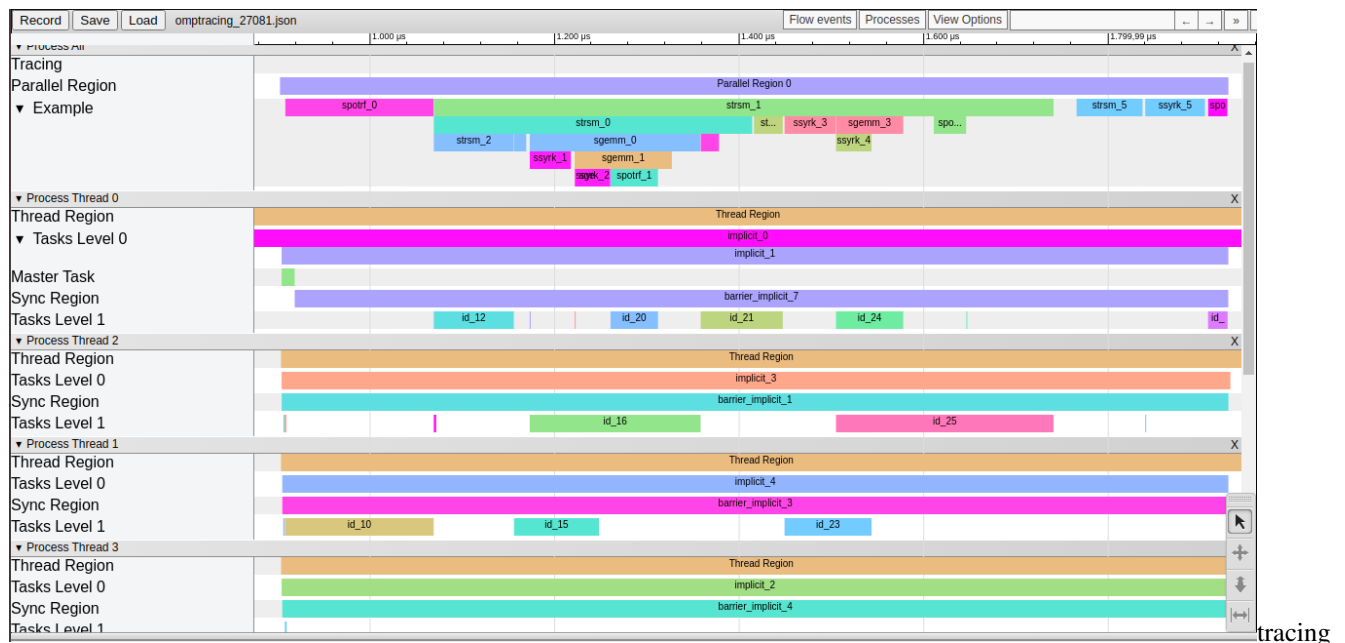 Record Save Load omptracing_27081.json Flow events Processes View Options ← → »
1.000 µs 1.200 µs 1.400 µs 1.600 µs 1.799,99 µs
▾ Process All X
Tracing
Parallel Region Parallel Region 0
▾ Example spotrf_0 strsm_1 strsm_5 ssyrk_5 spo
strsm_0 st... ssyrk_3 sgemm_3 spo...
strsm_2 sgemm_0 ssyrk_4
ssyrk_1 sgemm_1
spotrf_1
▾ Process Thread 0 X
Thread Region Thread Region
▾ Tasks Level 0 implicit_0
implicit_1
Master Task
Sync Region barrier_implicit_7
Tasks Level 1 id_12 id_20 id_21 id_24 id_
▾ Process Thread 2 X
Thread Region Thread Region
Tasks Level 0 implicit_3
Sync Region barrier_implicit_1
Tasks Level 1 id_16 id_25
▾ Process Thread 1 X
Thread Region Thread Region
Tasks Level 0 implicit_4
Sync Region barrier_implicit_3
Tasks Level 1 id_10 id_15 id_23
▾ Process Thread 3
Thread Region Thread Region
Tasks Level 0 implicit_2
Sync Region barrier_implicit_4
Tasks Level 1
tracing